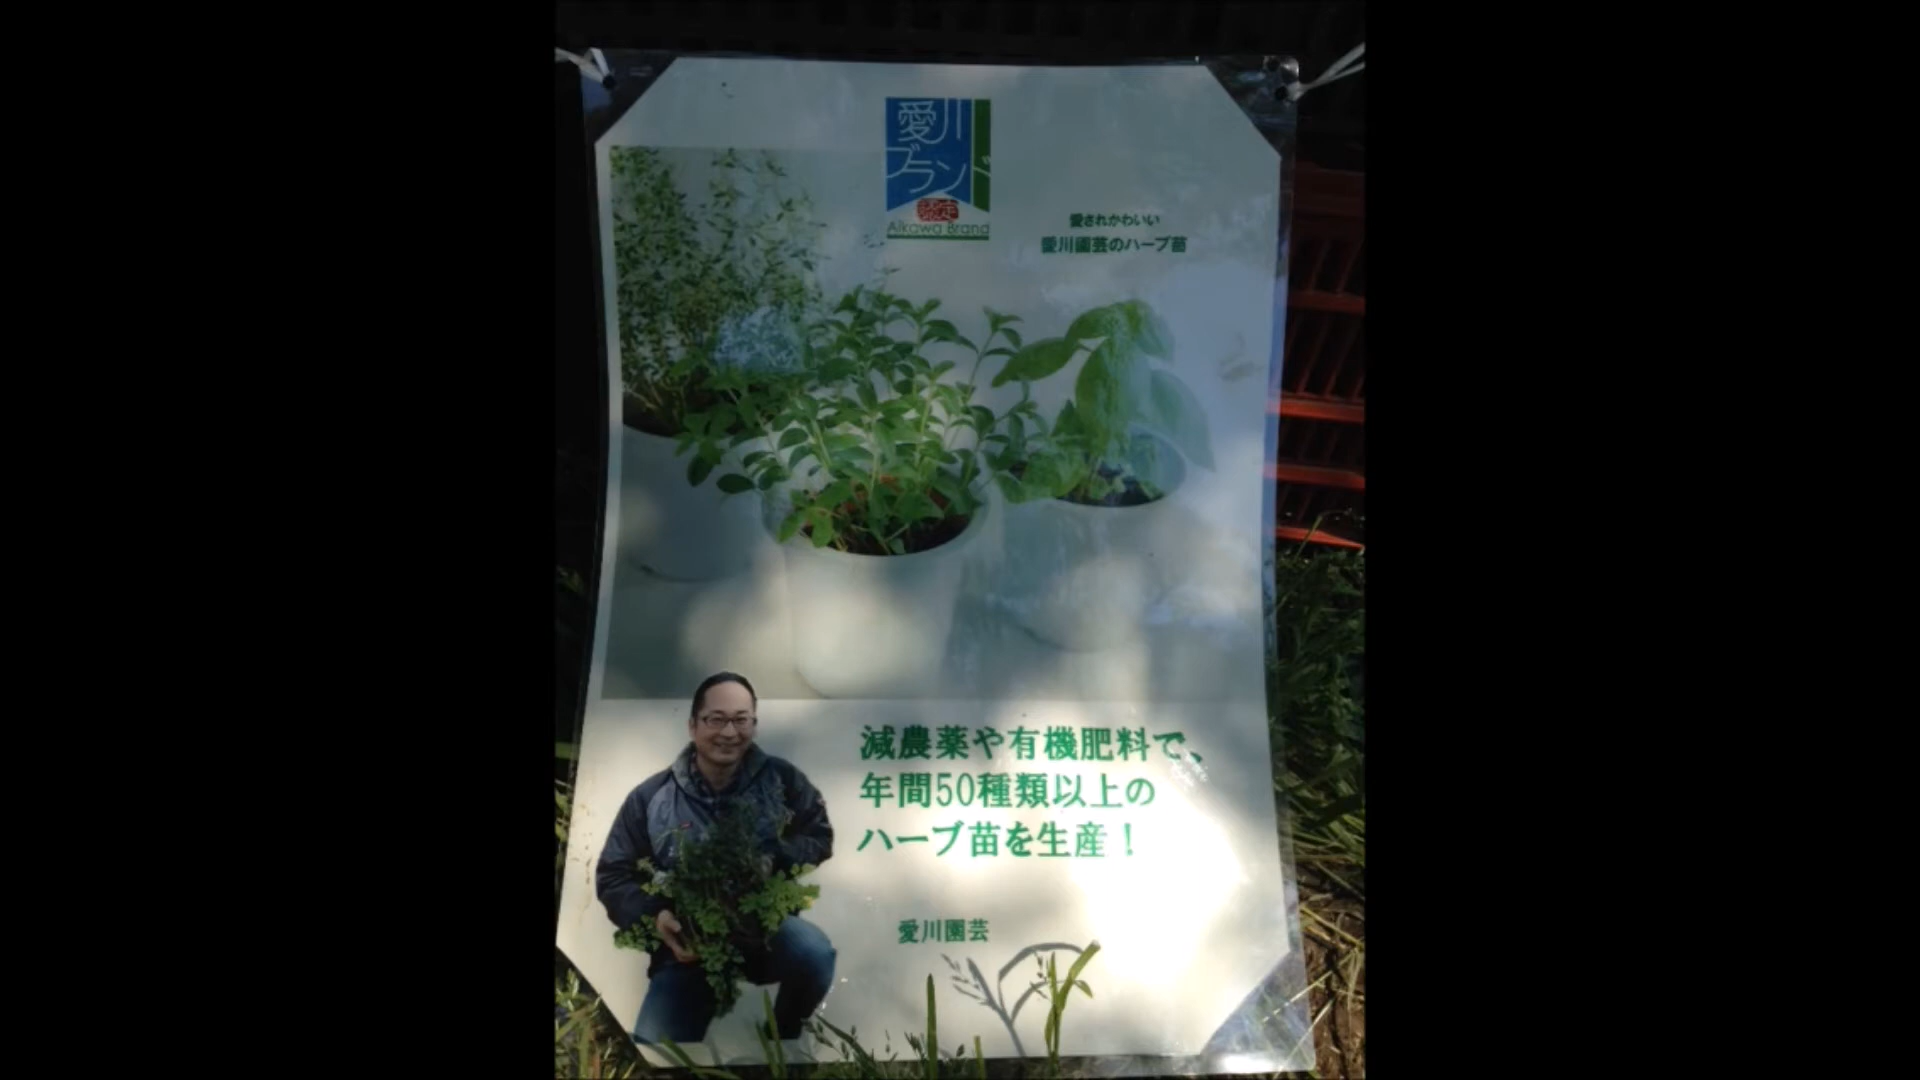 愛川
ブランド
認定
Aikawa Brand
愛されかわいい
愛川園芸のハーブ苗
減農薬や有機肥料で、
年間50種類以上の
ハーブ苗を生産！
愛川園芸